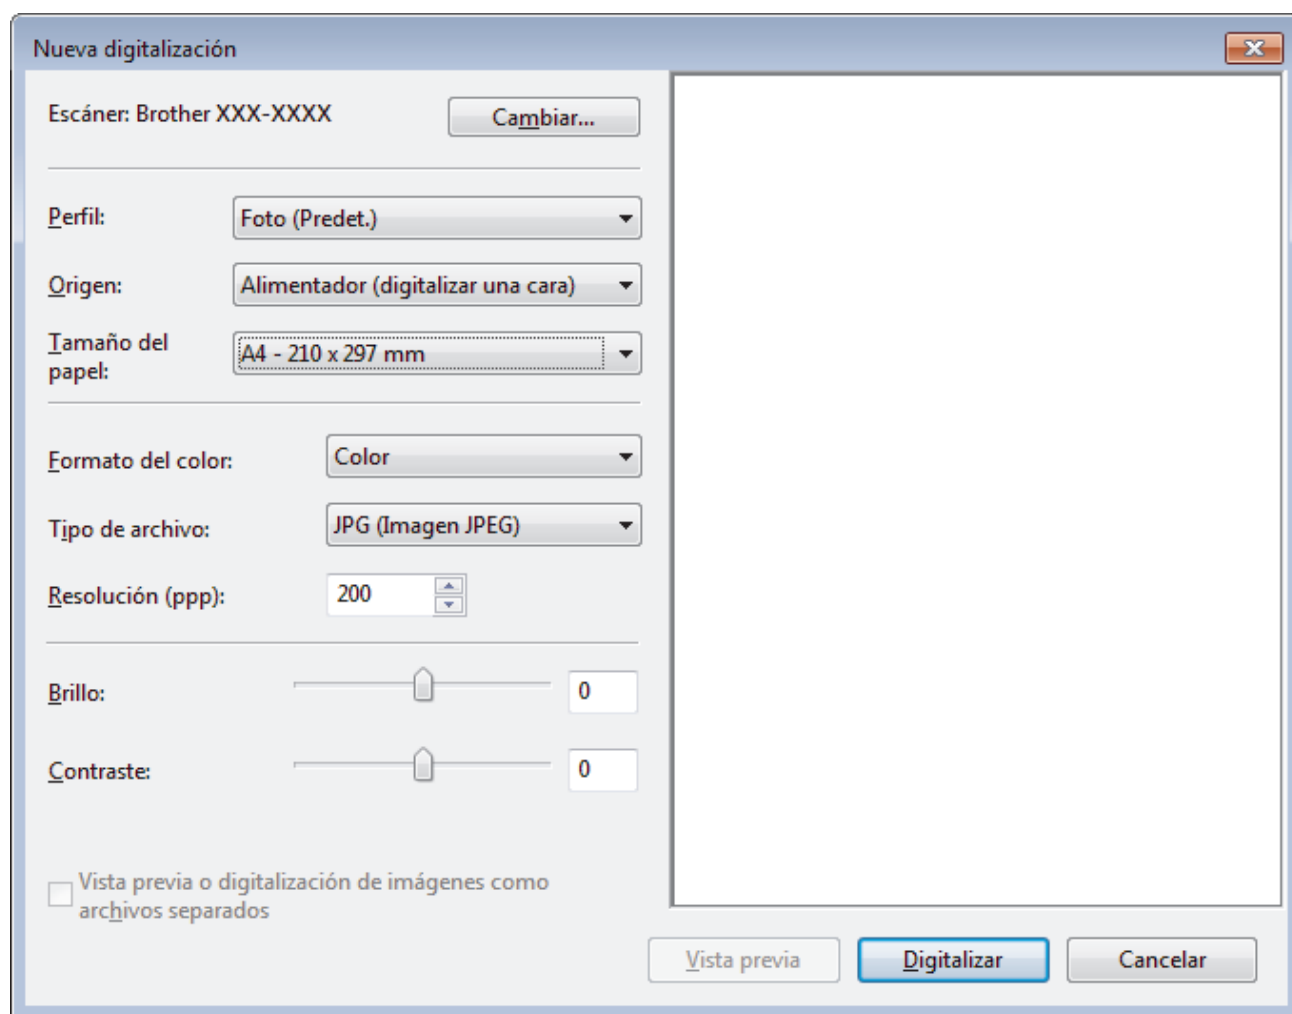 Nueva digitalización
Escáner: Brother XXX-XXXX
Cambiar...
Perfil:
Foto (Predet.)
Origen:
Alimentador (digitalizar una cara)
Tamaño del
papel:
A4 - 210 x 297 mm
Formato del color:
Color
Tipo de archivo:
JPG (Imagen JPEG)
Resolución (ppp):
200
Brillo:
0
Contraste:
0
Vista previa o digitalización de imágenes como
archivos separados
Vista previa
Digitalizar
Cancelar